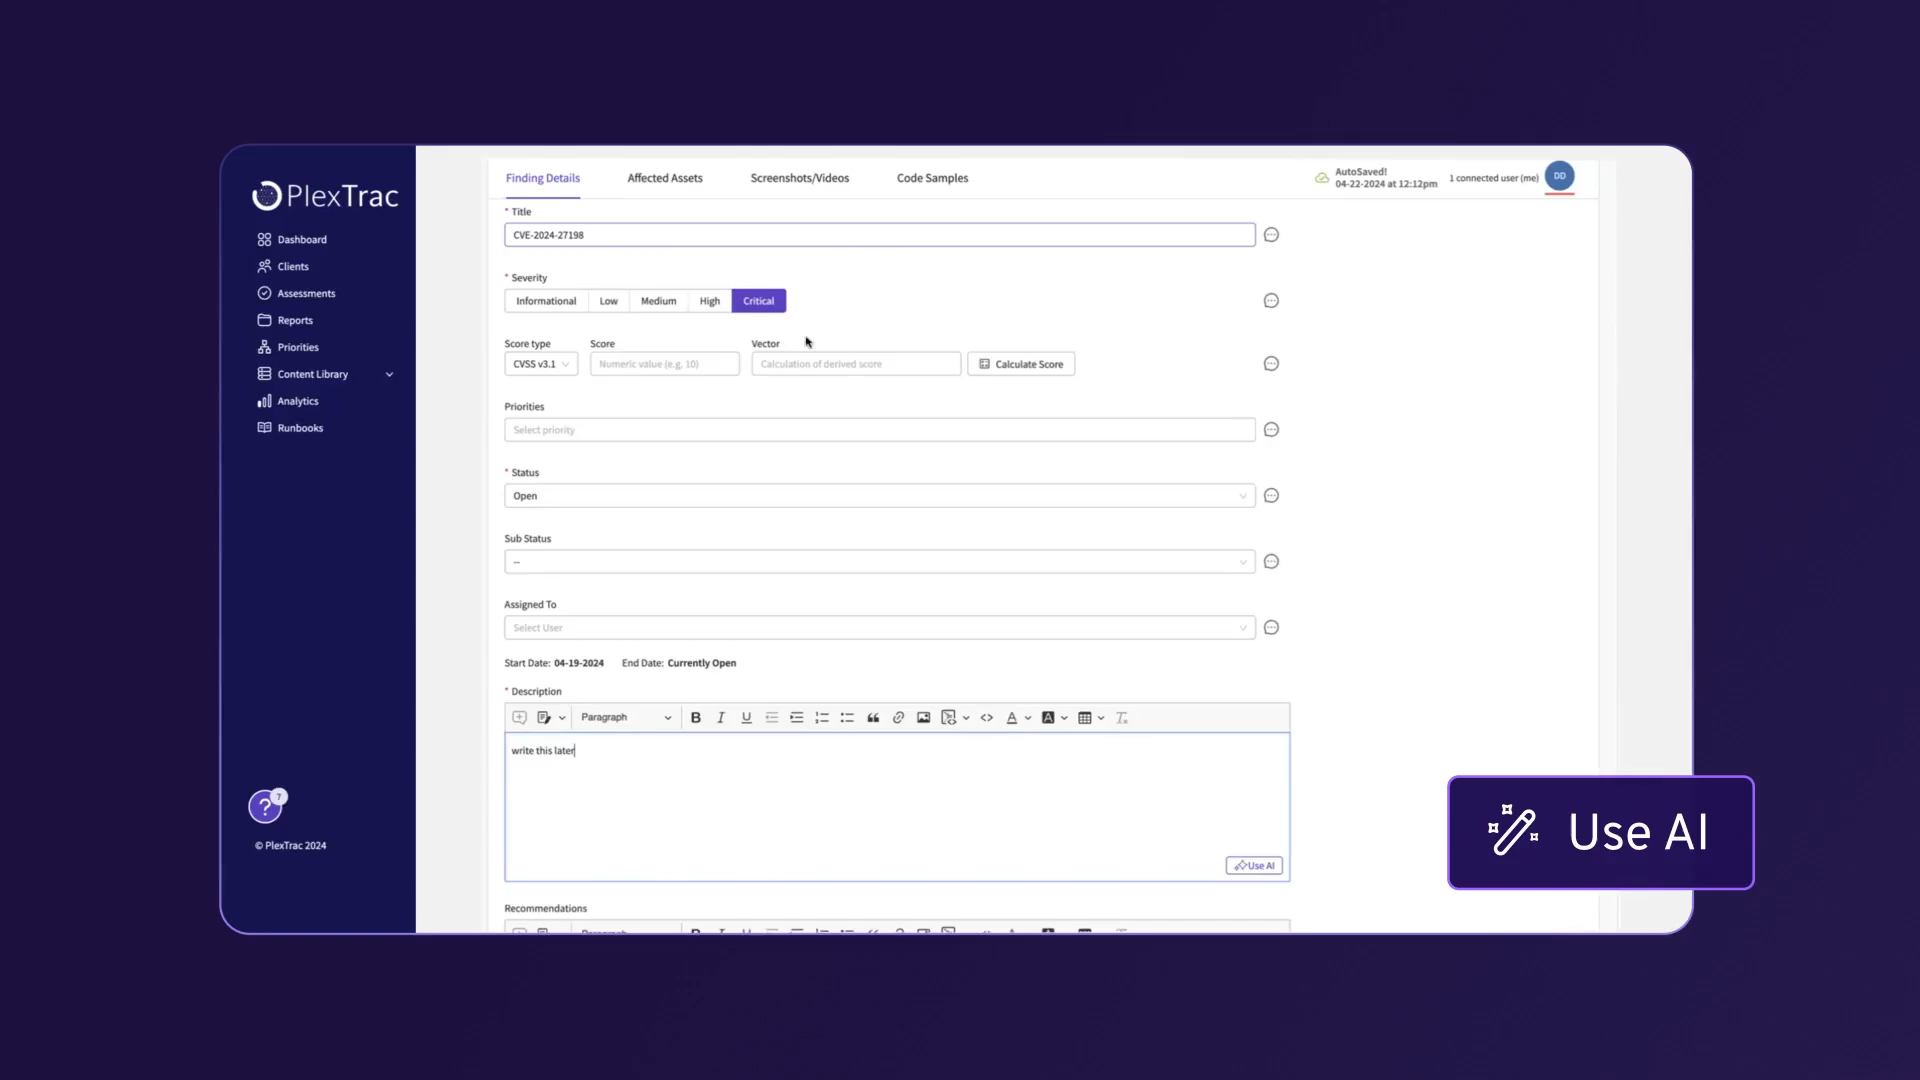 PlexTrac
Dashboard
Clients
Assessments
Reports
Priorities
Content Library
Analytics
Runbooks
?
7
© PlexTrac 2024
Finding Details Affected Assets Screenshots/Videos Code Samples
AutoSaved!
04-22-2024 at 12:12pm
1 connected user (me)
DD
* Title
CVE-2024-27198
* Severity
Informational Low Medium High Critical
Score type Score Vector
CVSS v3.1 Numeric value (e.g, 10) Calculation of derived score Calculate Score
Priorities
Select priority
* Status
Open
Sub Status
--
Assigned To
Select User
Start Date: 04-19-2024 End Date: Currently Open
* Description
Paragraph B I U A A
write this later
Use AI
Use AI
Recommendations